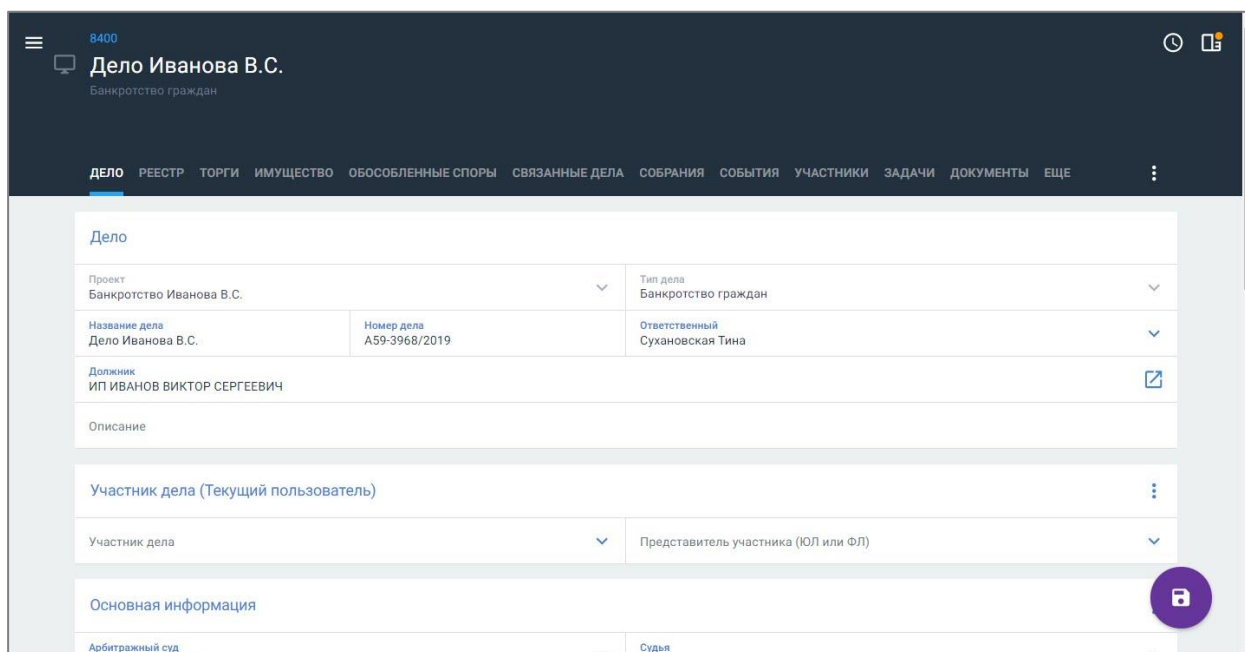 8400
Дело Иванова В.С.
Банкротство граждан
ДЕЛО РЕЕСТР ТОРГИ ИМУЩЕСТВО ОБОСОБЛЕННЫЕ СПОРЫ СВЯЗАННЫЕ ДЕЛА СОБРАНИЯ СОБЫТИЯ УЧАСТНИКИ ЗАДАЧИ ДОКУМЕНТЫ ЕЩЕ
Дело
Проект Тип дела
Банкротство Иванова В.С. Банкротство граждан
Название дела Номер дела Ответственный
Дело Иванова В.С. А59-3968/2019 Сухановская Тина
Должник
ИП ИВАНОВ ВИКТОР СЕРГЕЕВИЧ
Описание
Участник дела (Текущий пользователь)
Участник дела Представитель участника (ЮЛ или ФЛ)
Основная информация
Арбитражный суд Судья